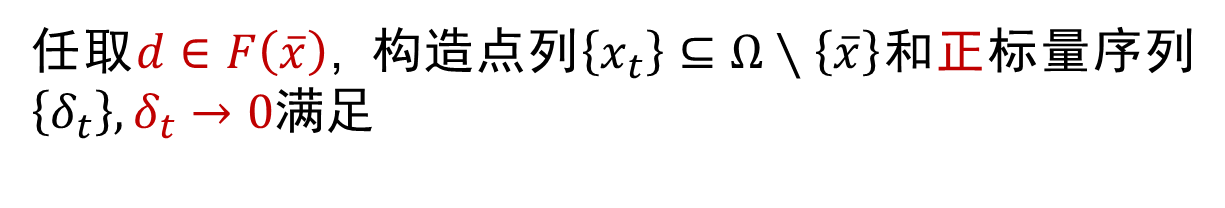 任取𝑑 ∈ 𝐹(𝑥̄), 构造点列{𝑥ₜ} ⊆ Ω ∖ {𝑥̄}和正标量序列
{𝛿ₜ}, 𝛿ₜ → 0满足